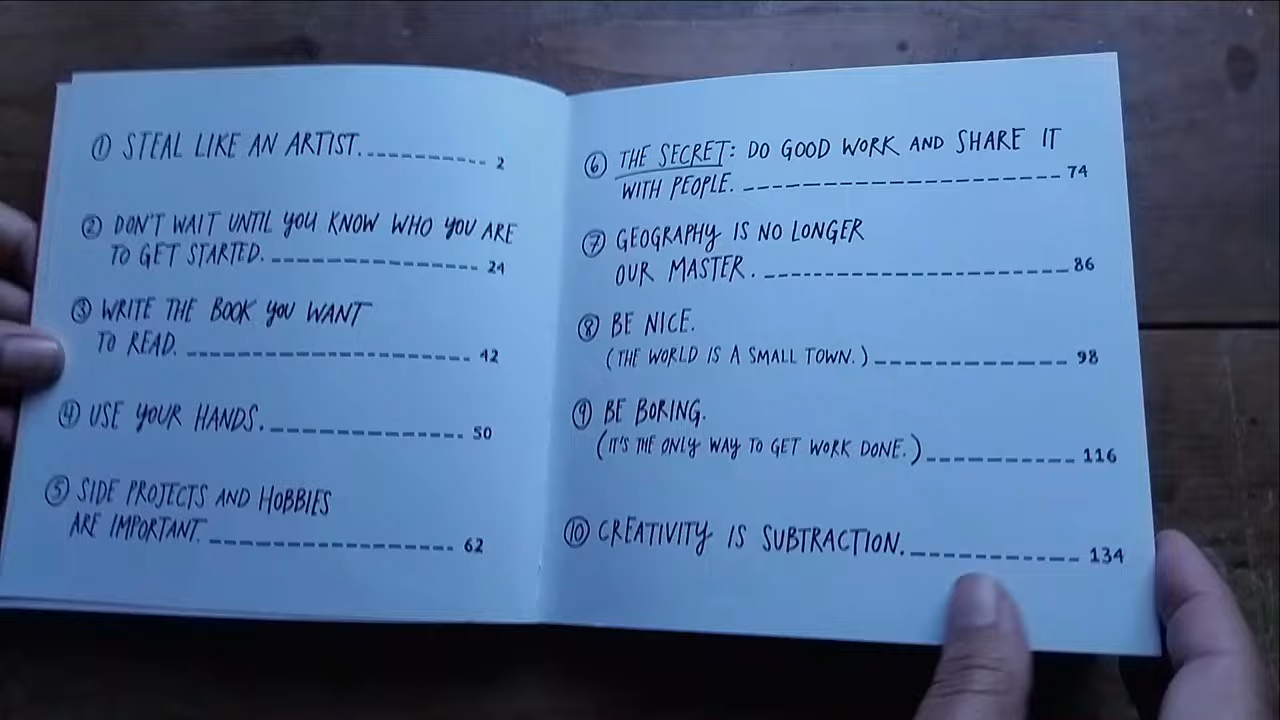 ① STEAL LIKE AN ARTIST. 2
② DON'T WAIT UNTIL YOU KNOW WHO YOU ARE
TO GET STARTED. 24
③ WRITE THE BOOK YOU WANT
TO READ. 42
④ USE YOUR HANDS. 50
⑤ SIDE PROJECTS AND HOBBIES
ARE IMPORTANT. 62
⑥ THE SECRET: DO GOOD WORK AND SHARE IT
WITH PEOPLE. 74
⑦ GEOGRAPHY IS NO LONGER
OUR MASTER. 86
⑧ BE NICE.
(THE WORLD IS A SMALL TOWN.) 98
⑨ BE BORING.
(IT'S THE ONLY WAY TO GET WORK DONE.) 116
⑩ CREATIVITY IS SUBTRACTION. 134